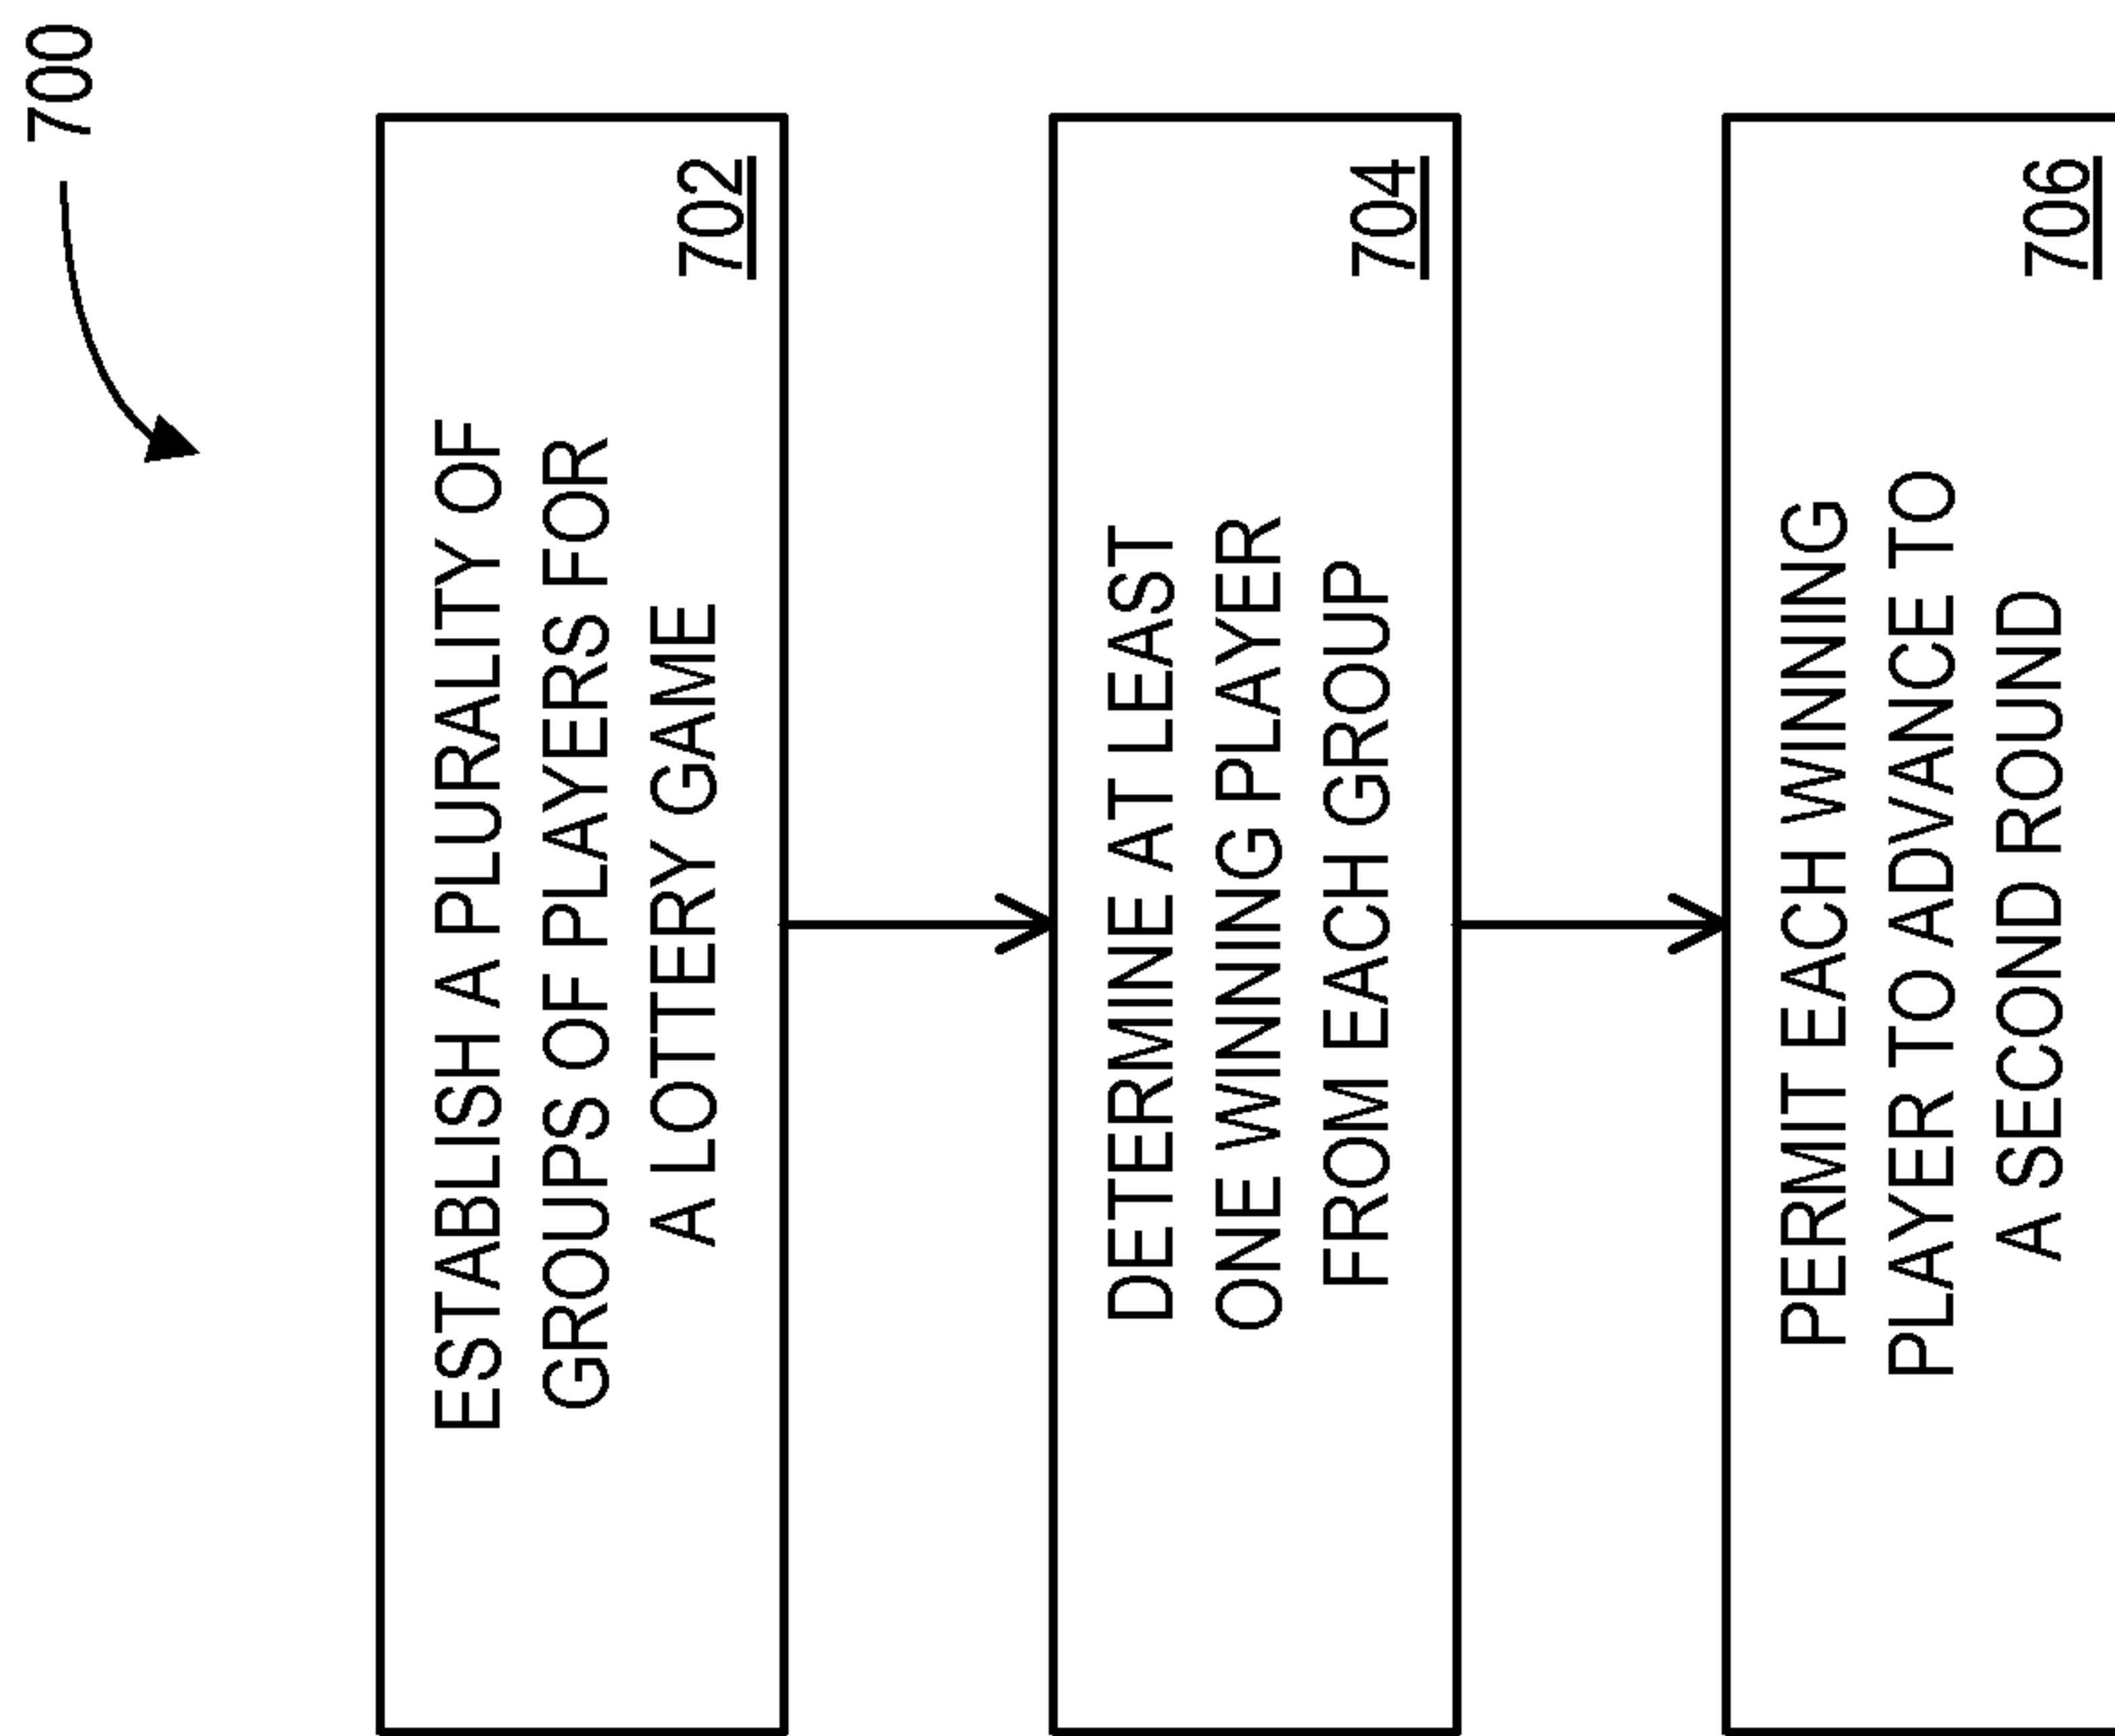 700
ESTABLISH A PLURALITY OF
GROUPS OF PLAYERS FOR
A LOTTERY GAME
702
DETERMINE AT LEAST
ONE WINNING PLAYER
FROM EACH GROUP
704
PERMIT EACH WINNING
PLAYER TO ADVANCE TO
A SECOND ROUND
706